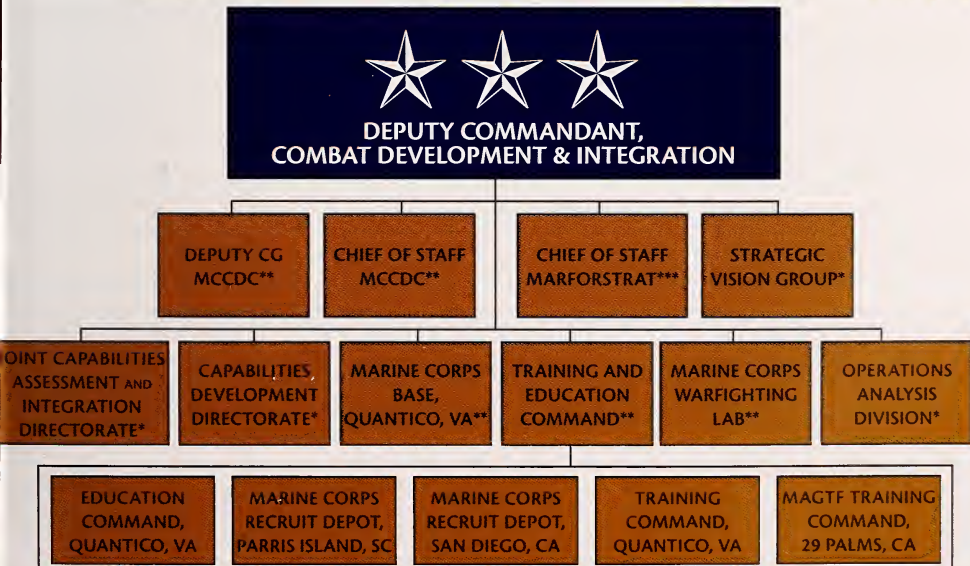 DEPUTY COMMANDANT,
COMBAT DEVELOPMENT & INTEGRATION
DEPUTY CG
MCCDC**
CHIEF OF STAFF
MCCDC**
CHIEF OF STAFF
MARFORSTRAT***
STRATEGIC
VISION GROUP*
OINT CAPABILITIES
ASSESSMENT AND
INTEGRATION
DIRECTORATE*
CAPABILITIES
DEVELOPMENT
DIRECTORATE*
MARINE CORPS
BASE,
QUANTICO, VA**
TRAINING AND
EDUCATION
COMMAND**
MARINE CORPS
WARFIGHTING
LAB**
OPERATIONS
ANALYSIS
DIVISION*
EDUCATION
COMMAND,
QUANTICO, VA
MARINE CORPS
RECRUIT DEPOT,
PARRIS ISLAND, SC
MARINE CORPS
RECRUIT DEPOT,
SAN DIEGO, CA
TRAINING
COMMAND,
QUANTICO, VA
MAGTF TRAINING
COMMAND,
29 PALMS, CA